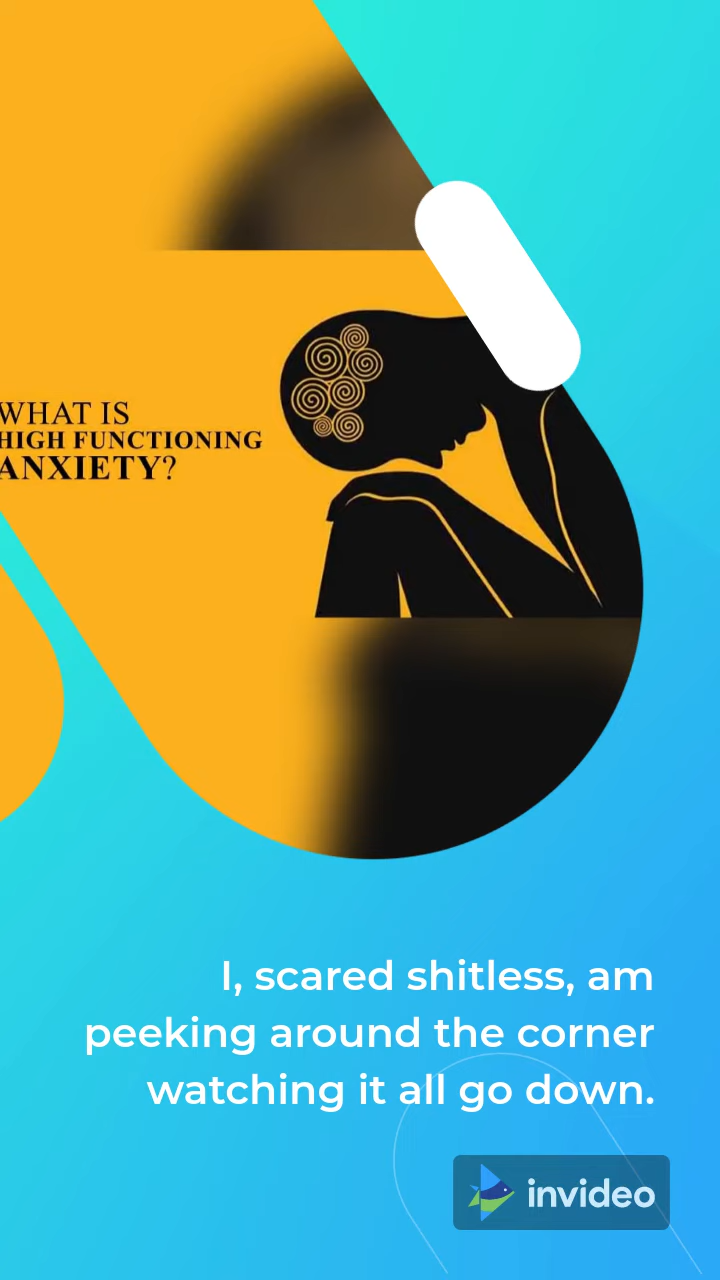 WHAT IS
HIGH FUNCTIONING
ANXIETY?
I, scared shitless, am
peeking around the corner
watching it all go down.
invideo